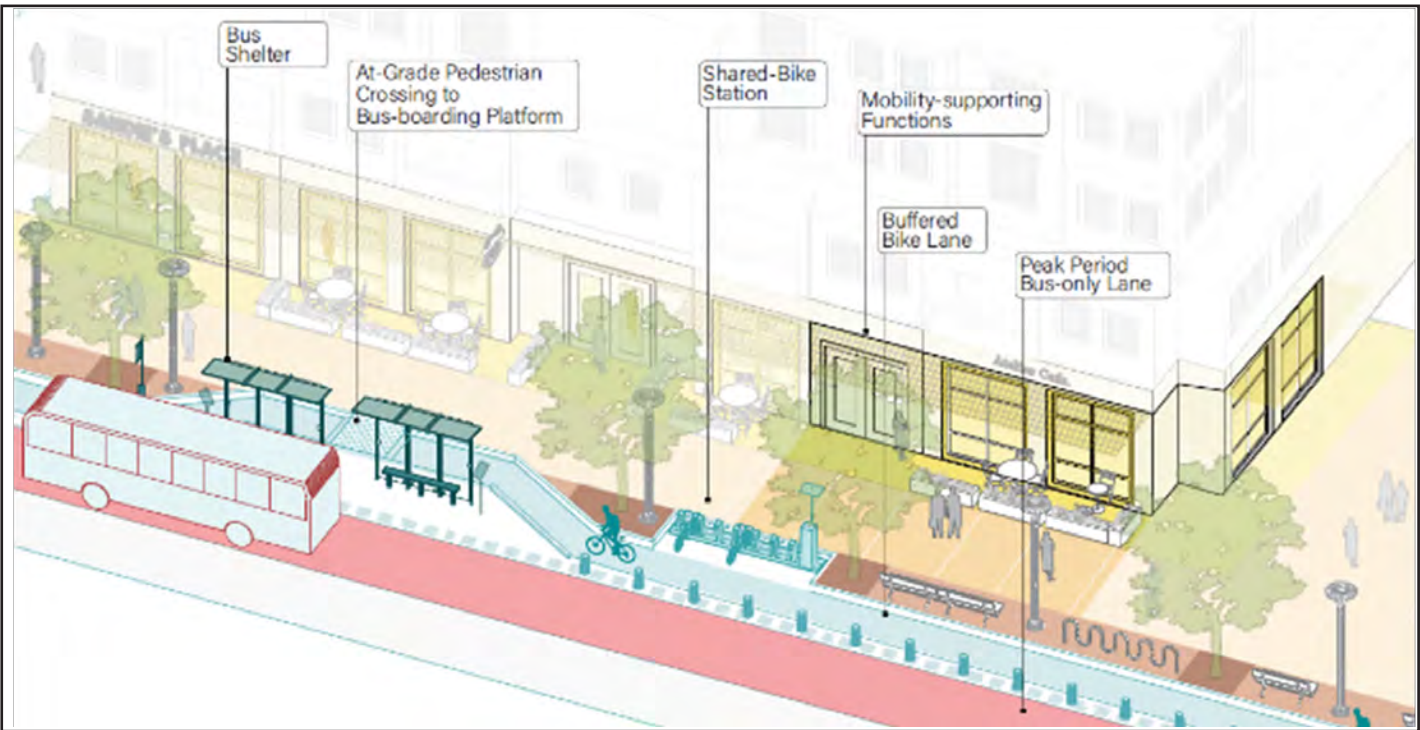 Bus
Shelter
At-Grade Pedestrian
Crossing to
Bus-boarding Platform
Shared-Bike
Station
Mobility-supporting
Functions
Buffered
Bike Lane
Peak Period
Bus-only Lane
PLACE